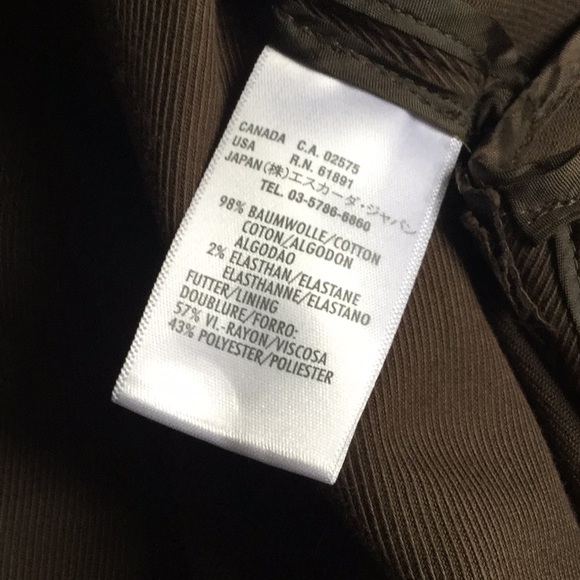 CANADA C.A. 02575
USA R.N. 61891
JAPAN (株)エスカーダ・ジャパン
TEL. 03-5786-6860
98% BAUMWOLLE/COTTON
COTON/ALGODON
ALGODAO
2% ELASTHAN/ELASTANE
ELASTHANNE/ELASTANO
FUTTER/LINING
DOUBLURE/FORRO:
57% VI.-RAYON/VISCOSA
43% POLYESTER/POLIESTER